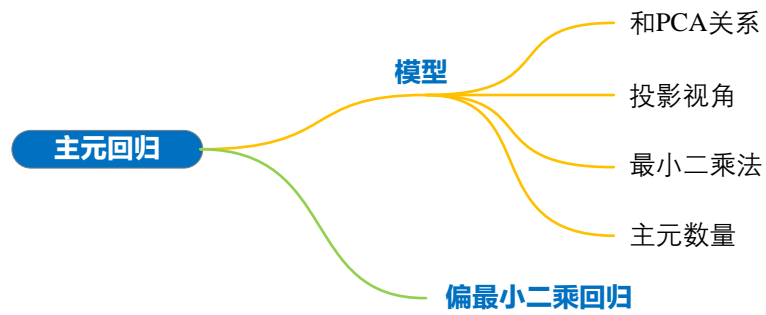 主元回归
模型
和PCA关系
投影视角
最小二乘法
主元数量
偏最小二乘回归